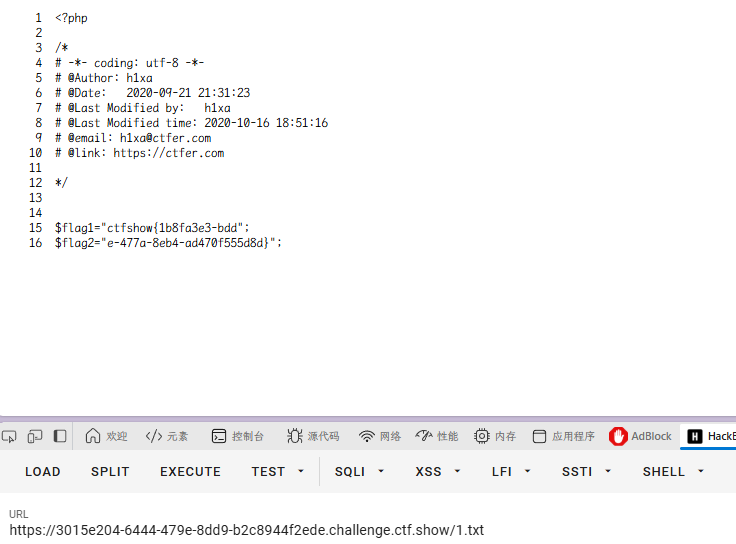 1 <?php
2
3 /*
4 # -*- coding: utf-8 -*-
5 # @Author: h1xa
6 # @Date:   2020-09-21 21:31:23
7 # @Last Modified by:   h1xa
8 # @Last Modified time: 2020-10-16 18:51:16
9 # @email: h1xa@ctfer.com
10 # @link: https://ctfer.com
11
12 */
13
14
15 $flag1="ctfshow{1b8fa3e3-bdd";
16 $flag2="e-477a-8eb4-ad470f555d8d}";
欢迎 </> 元素 控制台 源代码 网络 性能 内存 应用程序 AdBlock H
LOAD SPLIT EXECUTE TEST SQLI XSS LFI SSTI SHELL
URL
https://3015e204-6444-479e-8dd9-b2c8944f2ede.challenge.ctf.show/1.txt